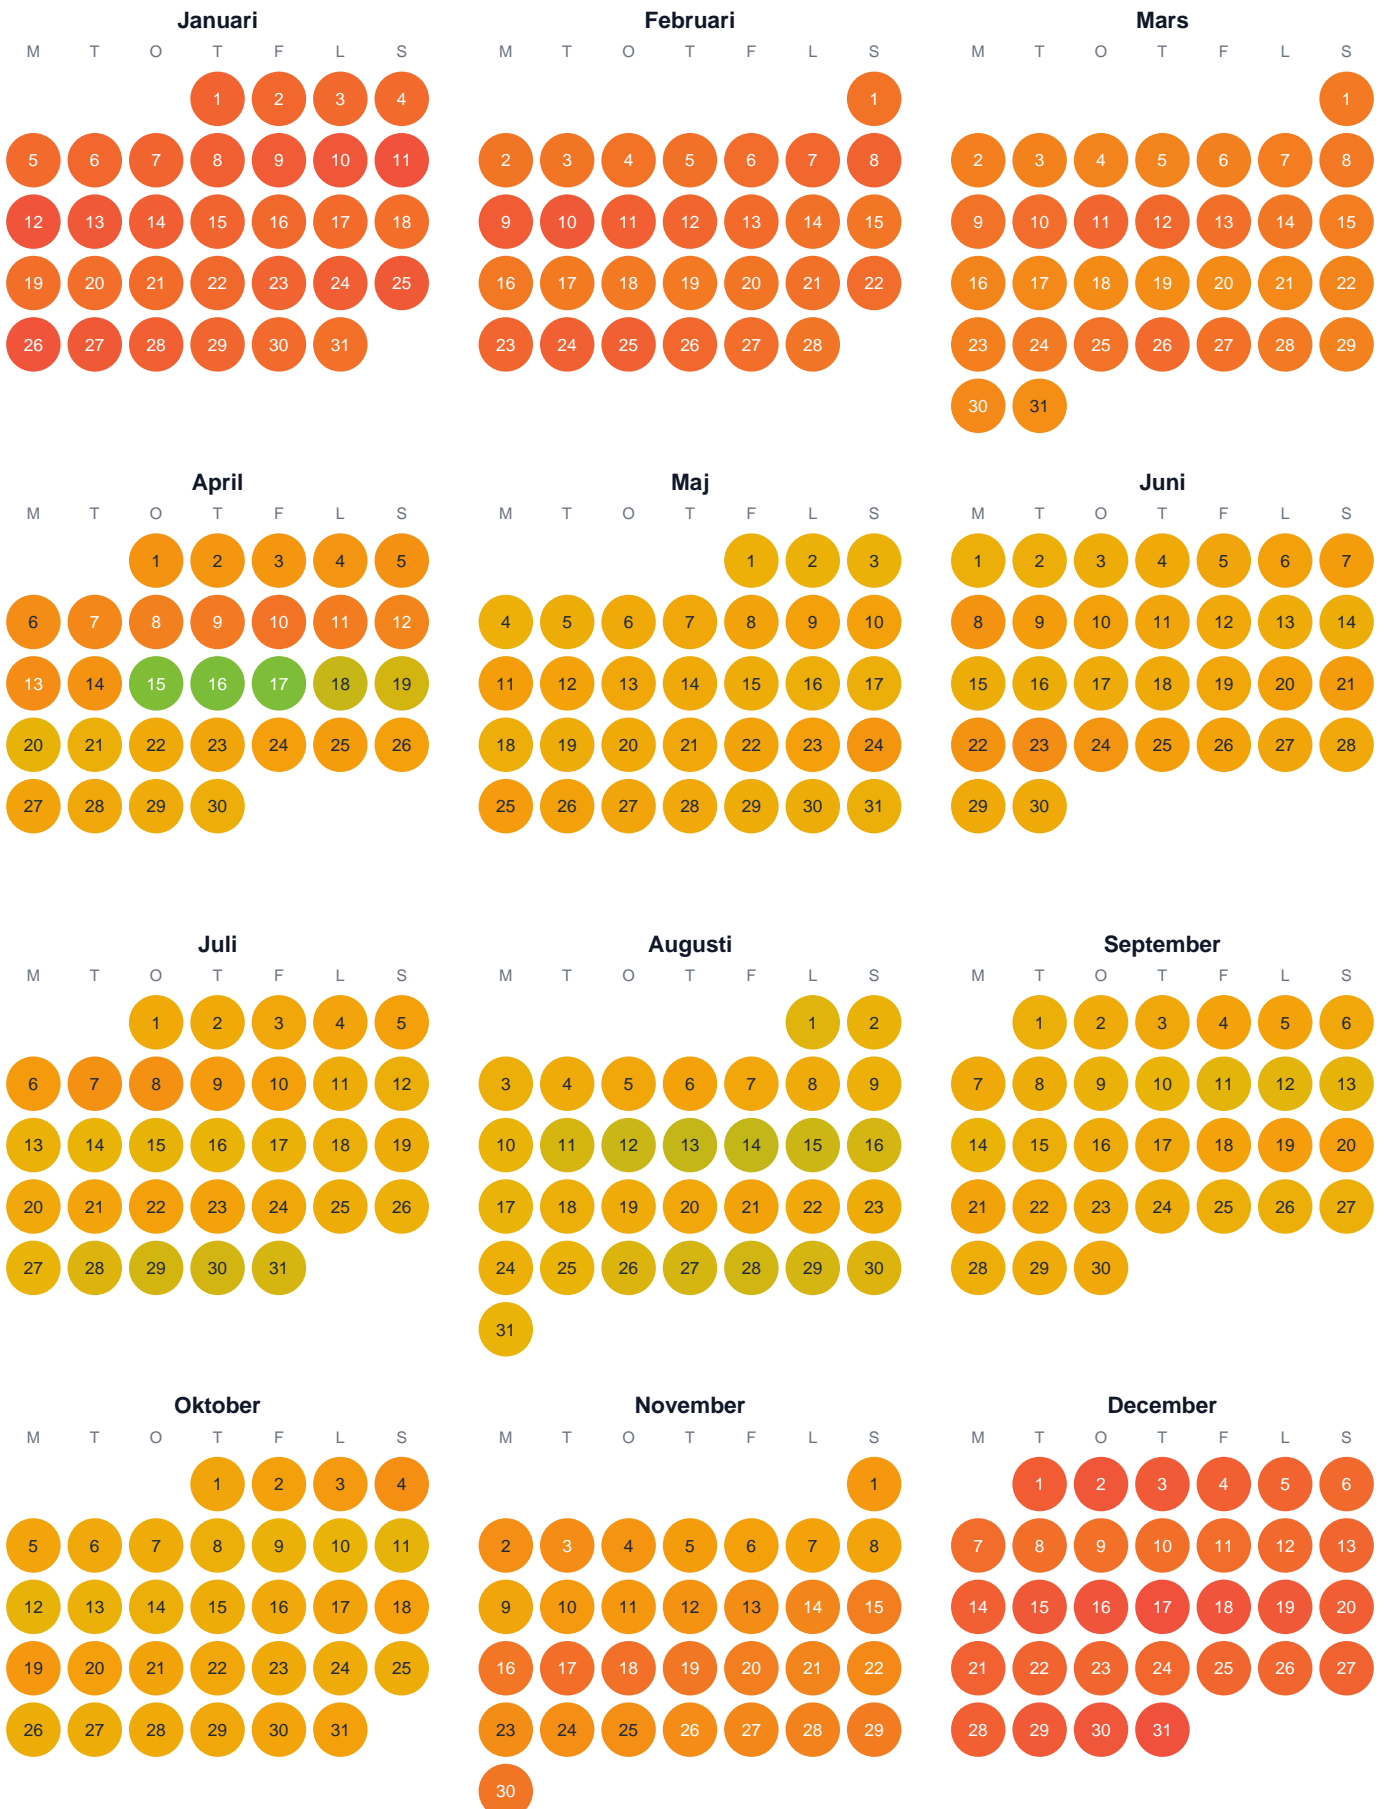 Januari Februari Mars
M T O T F L S M T O T F L S M T O T F L S
1 2 3 4 1 1
5 6 7 8 9 10 11 2 3 4 5 6 7 8 2 3 4 5 6 7 8
12 13 14 15 16 17 18 9 10 11 12 13 14 15 9 10 11 12 13 14 15
19 20 21 22 23 24 25 16 17 18 19 20 21 22 16 17 18 19 20 21 22
26 27 28 29 30 31 23 24 25 26 27 28 23 24 25 26 27 28 29
30 31
April Maj Juni
M T O T F L S M T O T F L S M T O T F L S
1 2 3 4 5 1 2 3 1 2 3 4 5 6 7
6 7 8 9 10 11 12 4 5 6 7 8 9 10 8 9 10 11 12 13 14
13 14 15 16 17 18 19 11 12 13 14 15 16 17 15 16 17 18 19 20 21
20 21 22 23 24 25 26 18 19 20 21 22 23 24 22 23 24 25 26 27 28
27 28 29 30 25 26 27 28 29 30 31 29 30
Juli Augusti September
M T O T F L S M T O T F L S M T O T F L S
1 2 3 4 5 1 2 1 2 3 4 5 6
6 7 8 9 10 11 12 3 4 5 6 7 8 9 7 8 9 10 11 12 13
13 14 15 16 17 18 19 10 11 12 13 14 15 16 14 15 16 17 18 19 20
20 21 22 23 24 25 26 17 18 19 20 21 22 23 21 22 23 24 25 26 27
27 28 29 30 31 24 25 26 27 28 29 30 28 29 30
31
Oktober November December
M T O T F L S M T O T F L S M T O T F L S
1 2 3 4 1 1 2 3 4 5 6
5 6 7 8 9 10 11 2 3 4 5 6 7 8 7 8 9 10 11 12 13
12 13 14 15 16 17 18 9 10 11 12 13 14 15 14 15 16 17 18 19 20
19 20 21 22 23 24 25 16 17 18 19 20 21 22 21 22 23 24 25 26 27
26 27 28 29 30 31 23 24 25 26 27 28 29 28 29 30 31
30